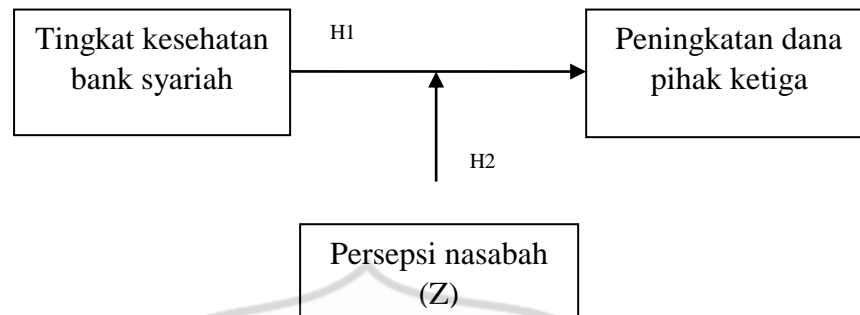 Tingkat kesehatan
bank syariah
H1
Peningkatan dana
pihak ketiga
H2
Persepsi nasabah
(Z)